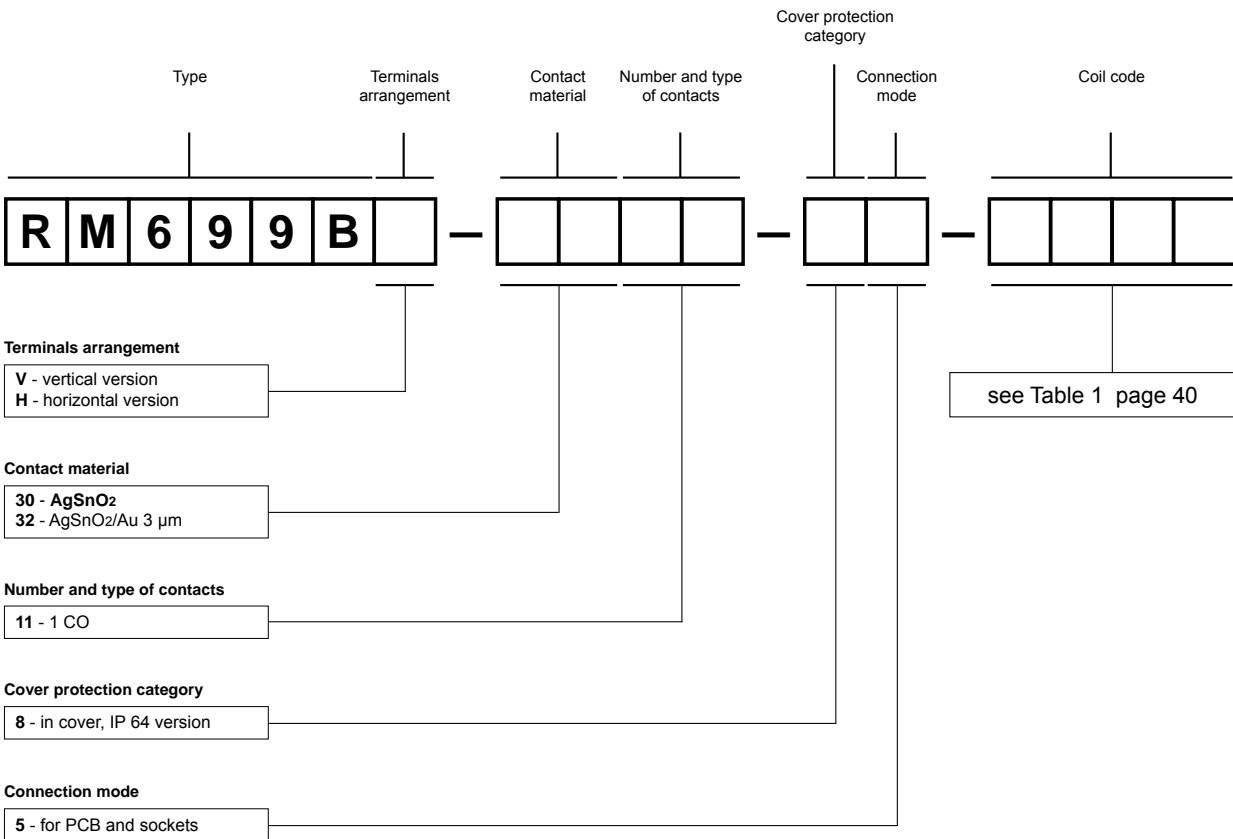 Cover protection
category
Type
Terminals
arrangement
Contact
material
Number and type
of contacts
Connection
mode
Coil code
R M 6 9 9 B – – –
Terminals arrangement
V - vertical version
H - horizontal version
see Table 1 page 40
Contact material
30 - AgSnO2
32 - AgSnO2/Au 3 µm
Number and type of contacts
11 - 1 CO
Cover protection category
8 - in cover, IP 64 version
Connection mode
5 - for PCB and sockets